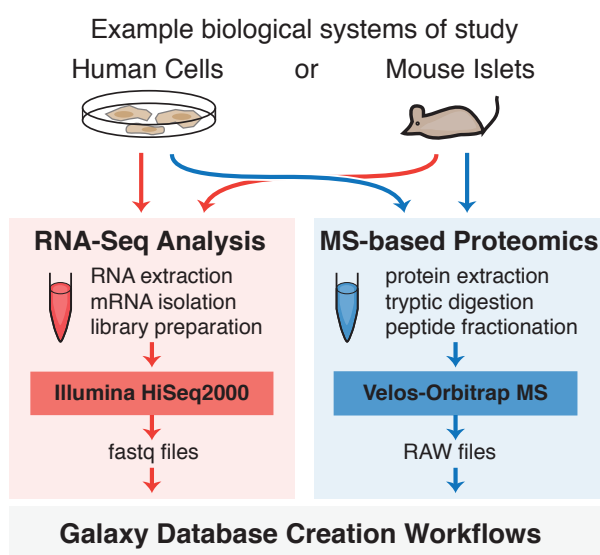 Example biological systems of study
Human Cells or Mouse Islets
RNA-Seq Analysis
RNA extraction
mRNA isolation
library preparation
Illumina HiSeq2000
fastq files
MS-based Proteomics
protein extraction
tryptic digestion
peptide fractionation
Velos-Orbitrap MS
RAW files
Galaxy Database Creation Workflows